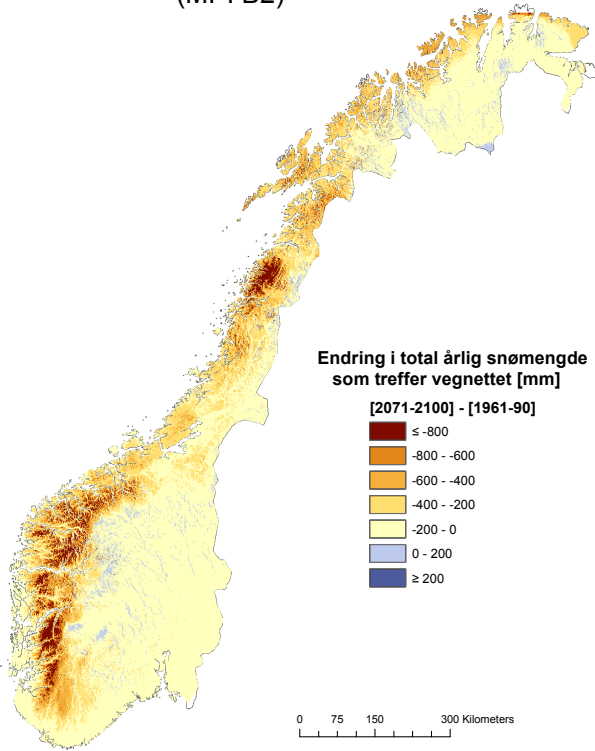 Endring i total årlig snømengde
som treffer vegnettet [mm]
[2071-2100] - [1961-90]
≤ -800
-800 - -600
-600 - -400
-400 - -200
-200 - 0
0 - 200
≥ 200
0 75 150 300 Kilometers